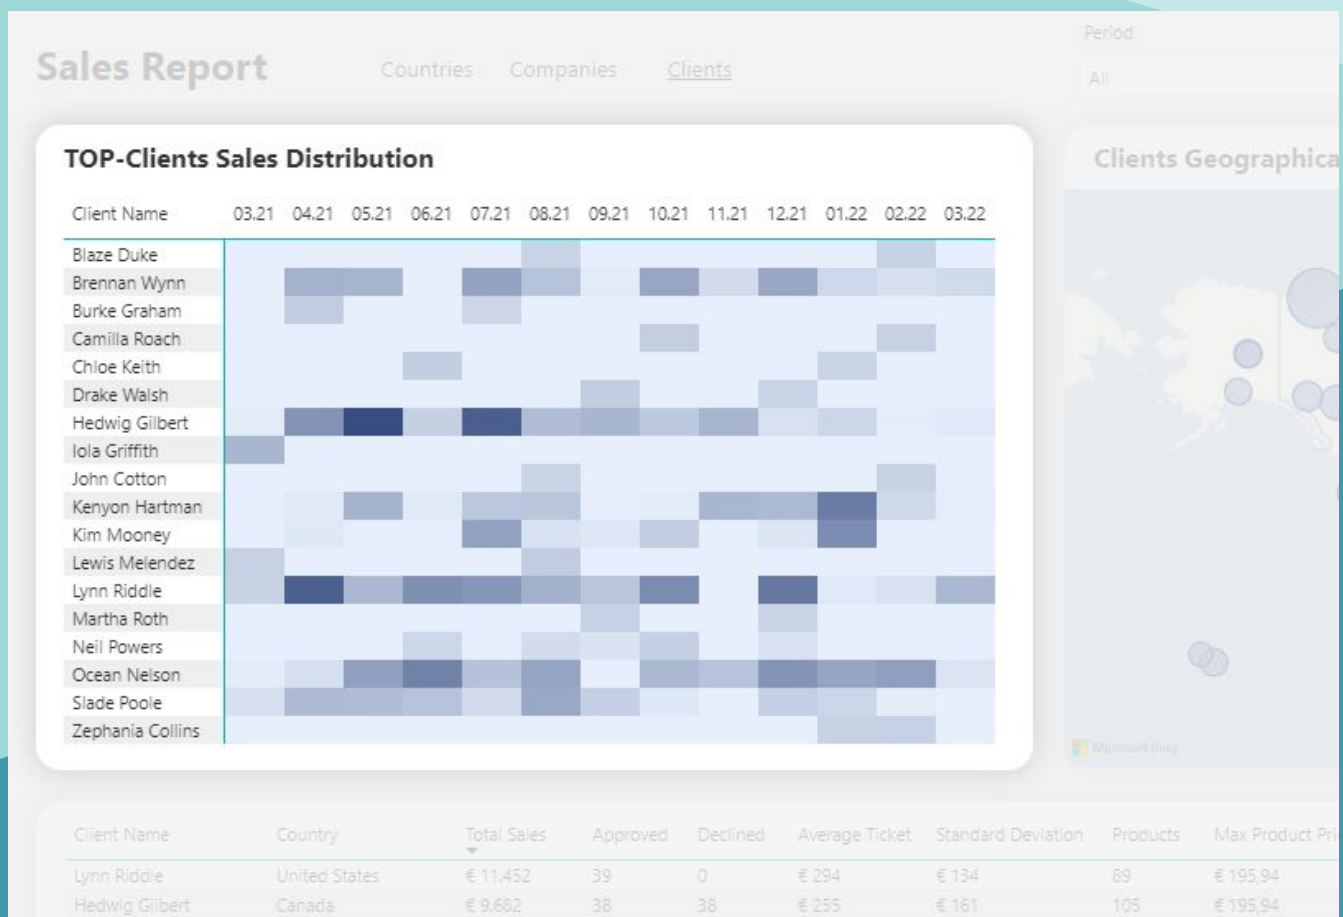 Period
Sales Report Countries Companies Clients
All
TOP-Clients Sales Distribution
Clients Geographica
Client Name 03.21 04.21 05.21 06.21 07.21 08.21 09.21 10.21 11.21 12.21 01.22 02.22 03.22
Blaze Duke
Brennan Wynn
Burke Graham
Camilla Roach
Chloe Keith
Drake Walsh
Hedwig Gilbert
Iola Griffith
John Cotton
Kenyon Hartman
Kim Mooney
Lewis Melendez
Lynn Riddle
Martha Roth
Neil Powers
Ocean Nelson
Slade Poole
Zephania Collins
Microsoft Bing
Client Name Country Total Sales Approved Declined Average Ticket Standard Deviation Products Max Product Pri
Lynn Riddle United States € 11.452 39 0 € 294 € 134 89 € 195,94
Hedwig Gilbert Canada € 9.682 38 38 € 255 € 161 105 € 195,94